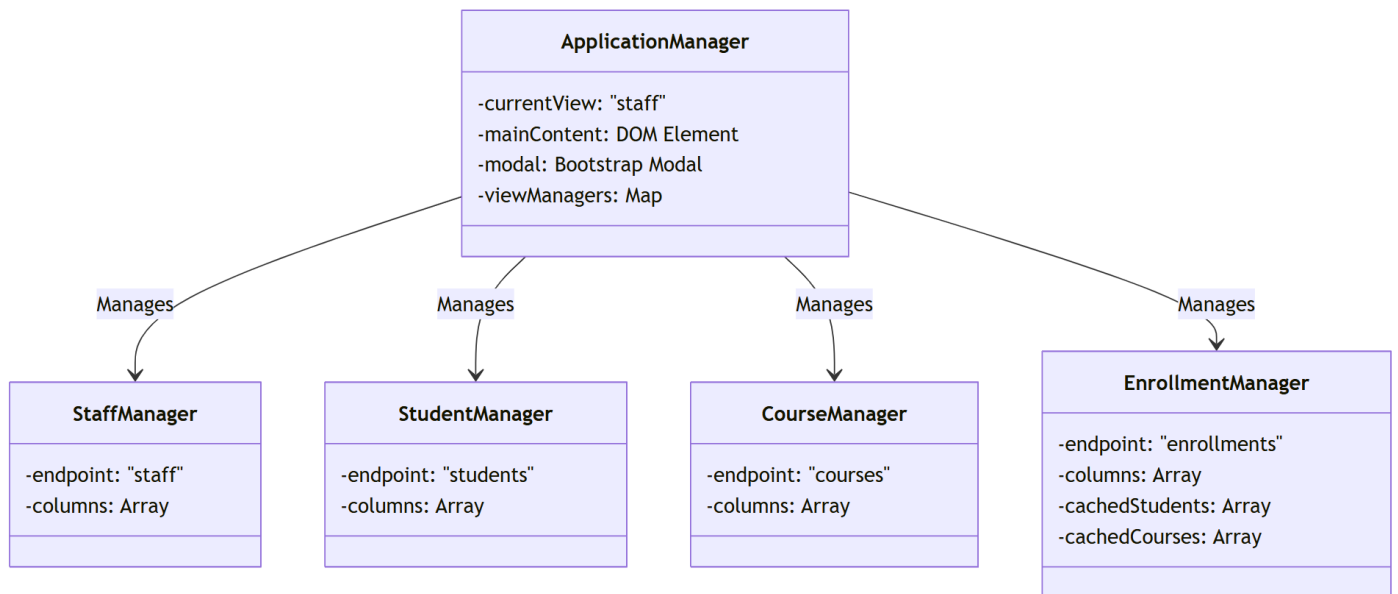 ApplicationManager
-currentView: "staff"
-mainContent: DOM Element
-modal: Bootstrap Modal
-viewManagers: Map
Manages
Manages
Manages
Manages
StaffManager
-endpoint: "staff"
-columns: Array
StudentManager
-endpoint: "students"
-columns: Array
CourseManager
-endpoint: "courses"
-columns: Array
EnrollmentManager
-endpoint: "enrollments"
-columns: Array
-cachedStudents: Array
-cachedCourses: Array